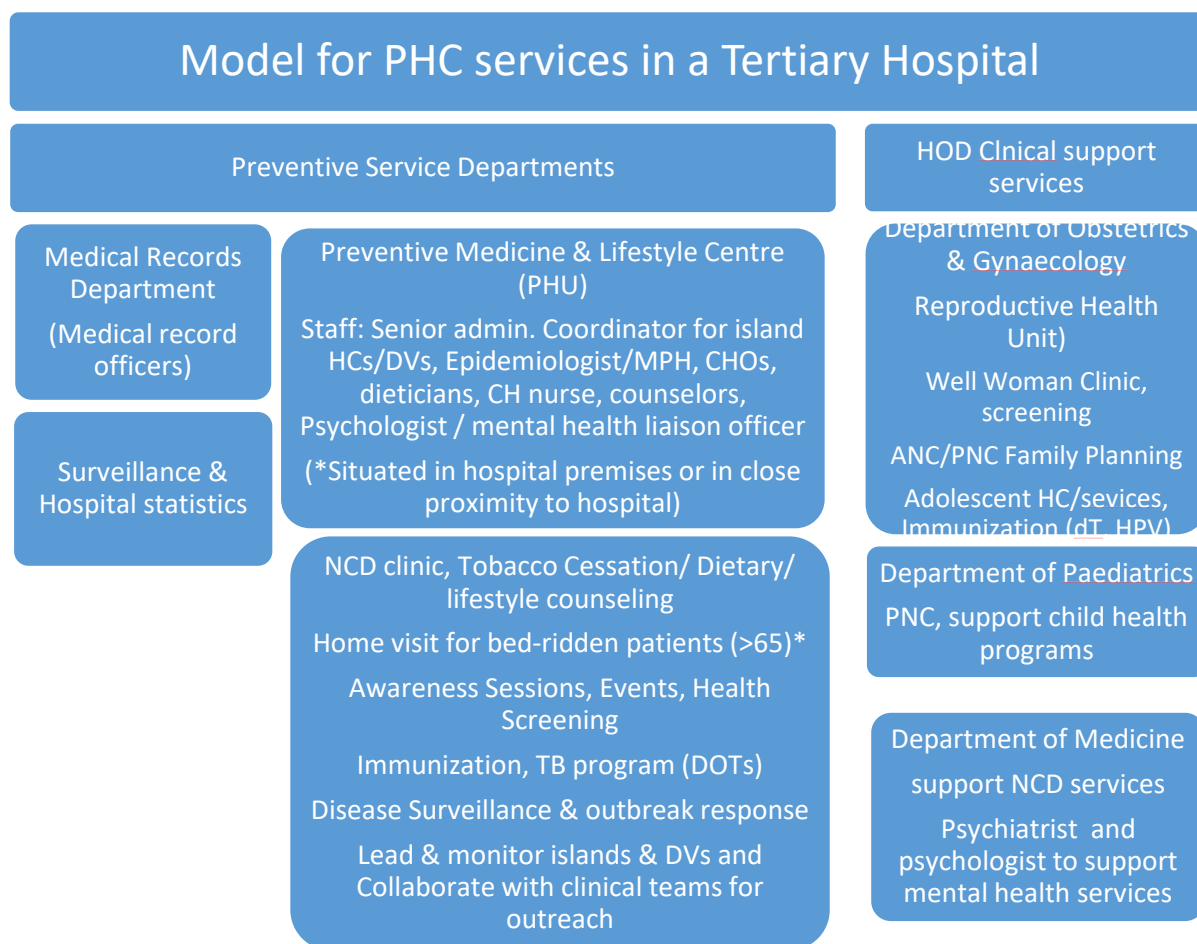 Model for PHC services in a Tertiary Hospital
Preventive Service Departments
HOD Clnical support
services
Medical Records
Department
(Medical record
officers)
Surveillance &
Hospital statistics
Preventive Medicine & Lifestyle Centre
(PHU)
Staff: Senior admin. Coordinator for island
HCs/DVs, Epidemiologist/MPH, CHOs,
dieticians, CH nurse, counselors,
Psychologist / mental health liaison officer
(*Situated in hospital premises or in close
proximity to hospital)
NCD clinic, Tobacco Cessation/ Dietary/
lifestyle counseling
Home visit for bed-ridden patients (>65)*
Awareness Sessions, Events, Health
Screening
Immunization, TB program (DOTs)
Disease Surveillance & outbreak response
Lead & monitor islands & DVs and
Collaborate with clinical teams for
outreach
Department of Obstetrics
& Gynaecology
Reproductive Health
Unit)
Well Woman Clinic,
screening
ANC/PNC Family Planning
Adolescent HC/sevices,
Immunization (dT, HPV)
Department of Paediatrics
PNC, support child health
programs
Department of Medicine
support NCD services
Psychiatrist and
psychologist to support
mental health services